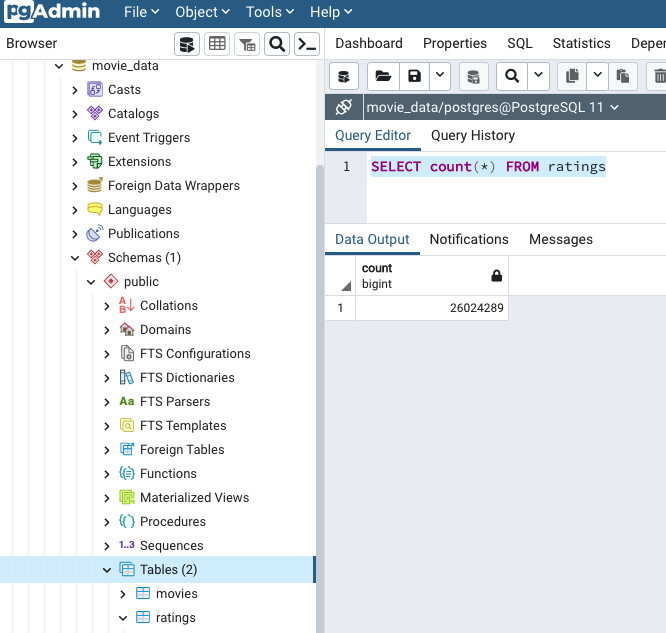 pgAdmin File Object Tools Help
Browser
Dashboard Properties SQL Statistics
movie_data
Casts
Catalogs
Event Triggers
Extensions
Foreign Data Wrappers
Languages
Publications
Schemas (1)
public
A
B
Collations
Domains
FTS Configurations
FTS Dictionaries
Aa FTS Parsers
FTS Templates
Foreign Tables
Functions
Materialized Views
Procedures
1..3 Sequences
Tables (2)
movies
ratings
movie_data/postgres@PostgreSQL 11
Query Editor Query History
1 SELECT count(*) FROM ratings
Data Output Notifications Messages
count
bigint
1 26024289